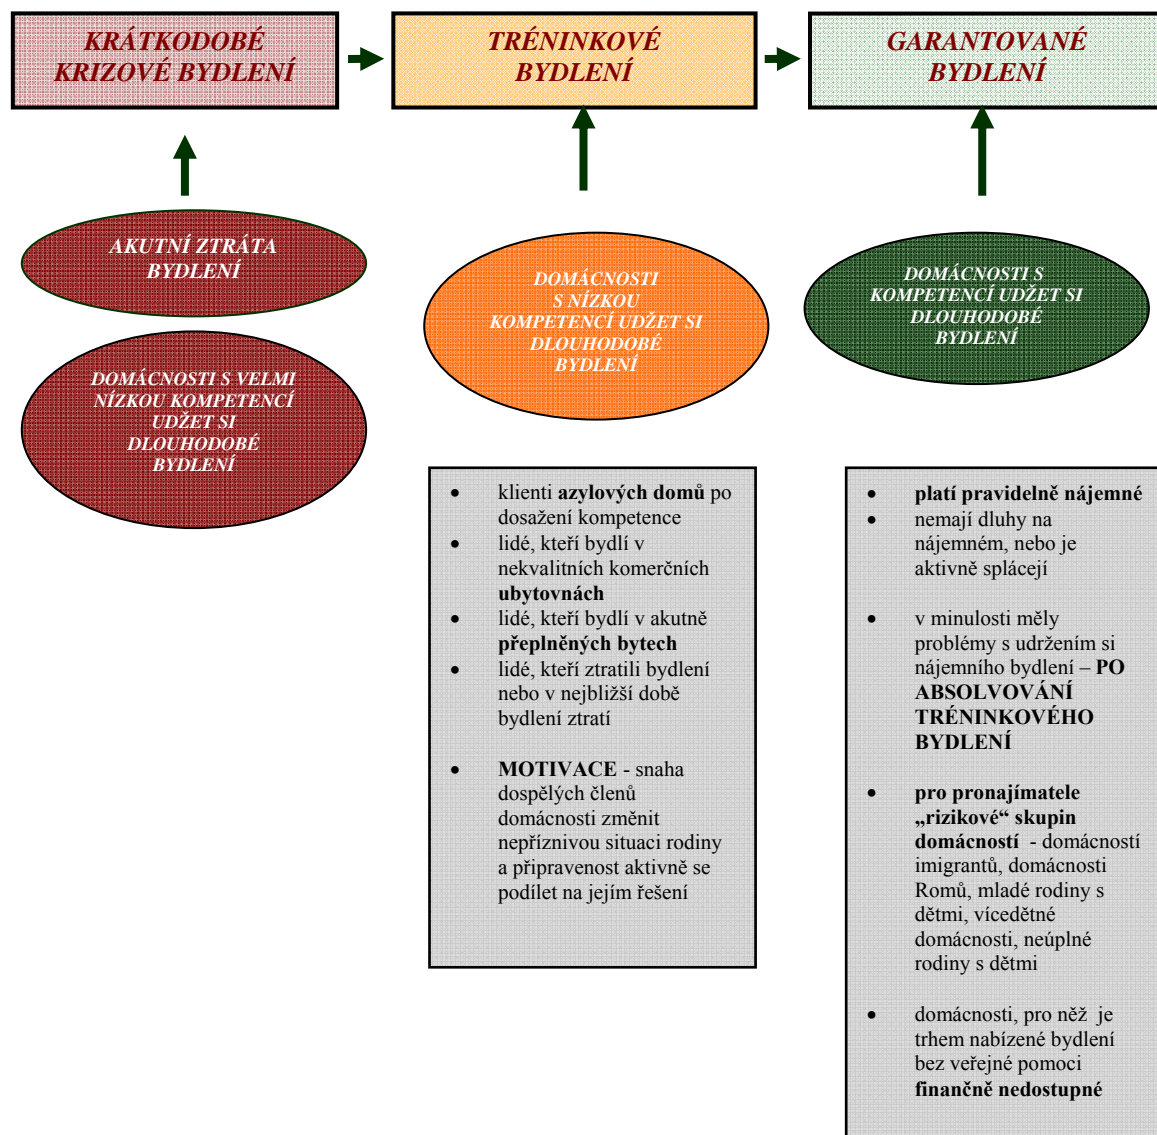 KRÁTKODOBÉ
KRIZOVÉ BYDLENÍ
TRÉNINKOVÉ
BYDLENÍ
GARANTOVANÉ
BYDLENÍ
AKUTNÍ ZTRÁTA
BYDLENÍ
DOMÁCNOSTI S VELMI
NÍZKOU KOMPETENCÍ
UDŽET SI
DLOUHODOBÉ
BYDLENÍ
DOMÁCNOSTI
S NÍZKOU
KOMPETENCÍ UDŽET SI
DLOUHODOBÉ
BYDLENÍ
DOMÁCNOSTI S
KOMPETENCÍ UDŽET SI
DLOUHODOBÉ
BYDLENÍ
• klienti azylových domů po
dosažení kompetence
• lidé, kteří bydlí v
nekvalitních komerčních
ubytovnách
• lidé, kteří bydlí v akutně
přeplněných bytech
• lidé, kteří ztratili bydlení
nebo v nejbližší době
bydlení ztratí
• MOTIVACE - snaha
dospělých členů
domácnosti změnit
nepříznivou situaci rodiny
a připravenost aktivně se
podílet na jejím řešení
• platí pravidelně nájemné
• nemají dluhy na
nájemném, nebo je
aktivně splácejí
• v minulosti měly
problémy s udržením si
nájemního bydlení – PO
ABSOLVOVÁNÍ
TRÉNINKOVÉHO
BYDLENÍ
• pro pronajímatele
„rizikové“ skupin
domácností - domácností
imigrantů, domácnosti
Romů, mladé rodiny s
dětmi, vícedětné
domácnosti, neúplné
rodiny s dětmi
• domácnosti, pro něž je
trhem nabízené bydlení
bez veřejné pomoci
finančně nedostupné